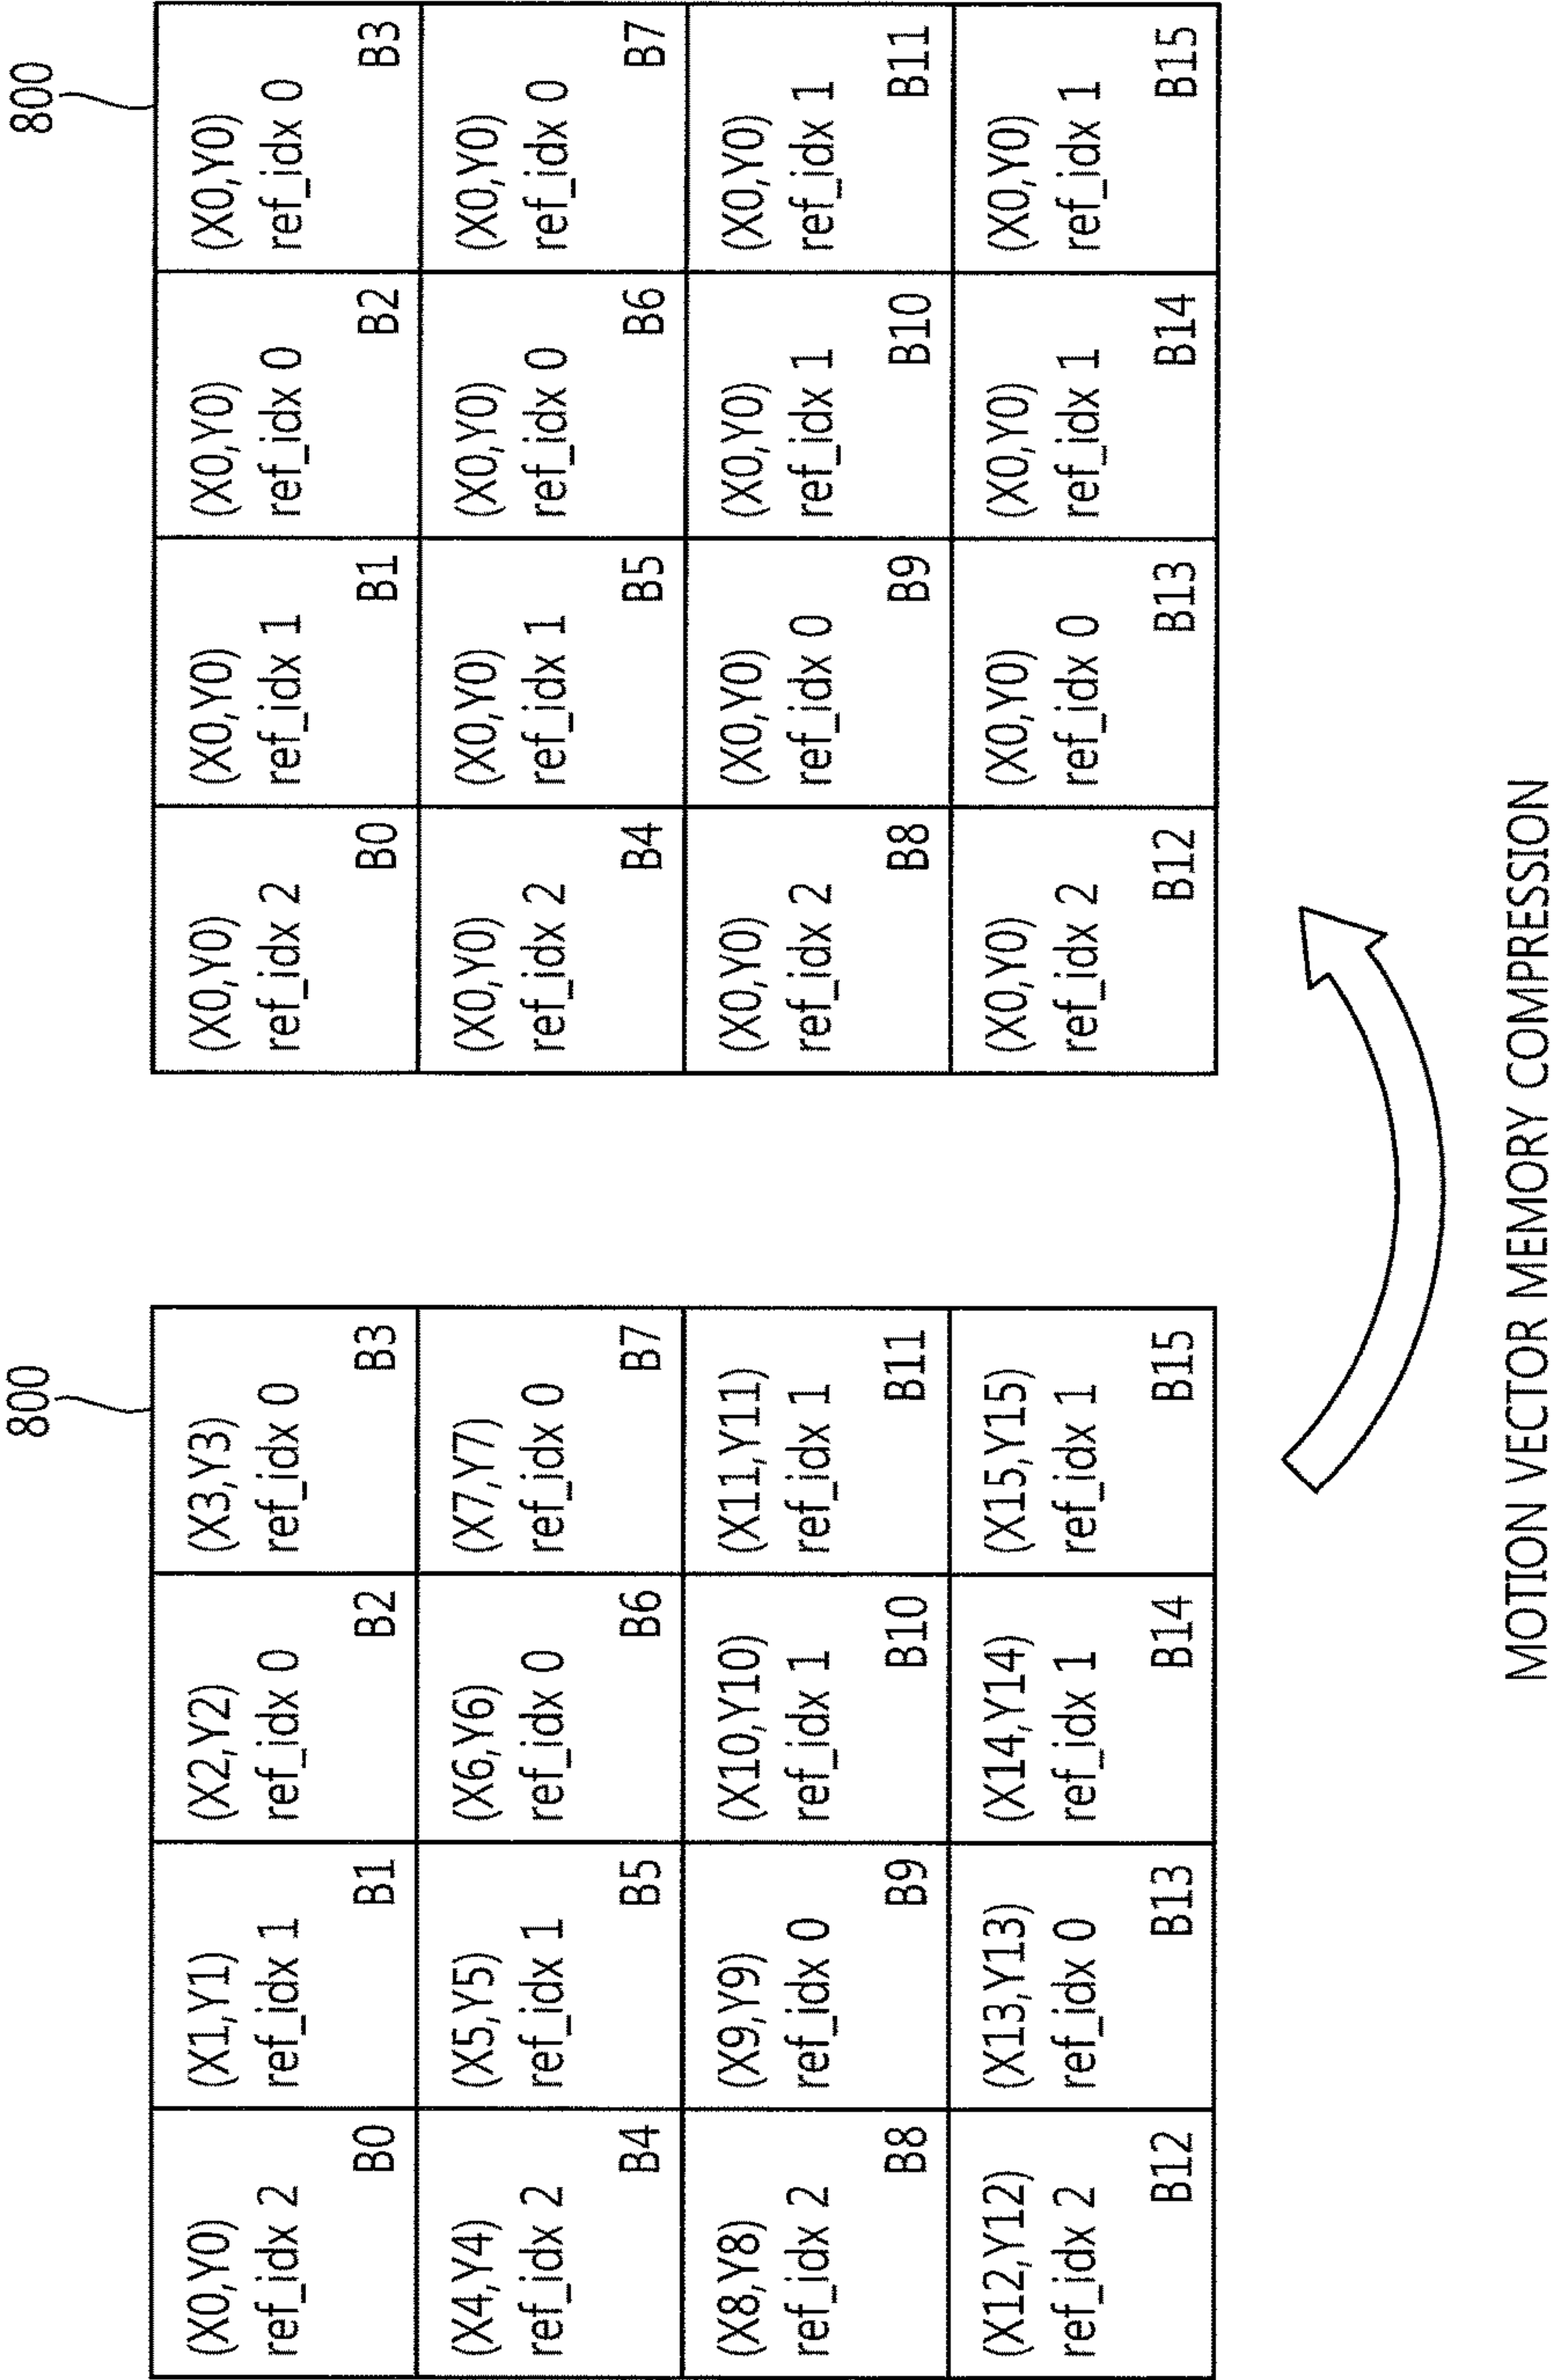 800
(X0,Y0)
ref_idx 2
B0
(X1,Y1)
ref_idx 1
B1
(X2,Y2)
ref_idx 0
B2
(X3,Y3)
ref_idx 0
B3
(X4,Y4)
ref_idx 2
B4
(X5,Y5)
ref_idx 1
B5
(X6,Y6)
ref_idx 0
B6
(X7,Y7)
ref_idx 0
B7
(X8,Y8)
ref_idx 2
B8
(X9,Y9)
ref_idx 0
B9
(X10,Y10)
ref_idx 1
B10
(X11,Y11)
ref_idx 1
B11
(X12,Y12)
ref_idx 2
B12
(X13,Y13)
ref_idx 0
B13
(X14,Y14)
ref_idx 1
B14
(X15,Y15)
ref_idx 1
B15
800
(X0,Y0)
ref_idx 2
B0
(X0,Y0)
ref_idx 1
B1
(X0,Y0)
ref_idx 0
B2
(X0,Y0)
ref_idx 0
B3
(X0,Y0)
ref_idx 2
B4
(X0,Y0)
ref_idx 1
B5
(X0,Y0)
ref_idx 0
B6
(X0,Y0)
ref_idx 0
B7
(X0,Y0)
ref_idx 2
B8
(X0,Y0)
ref_idx 0
B9
(X0,Y0)
ref_idx 1
B10
(X0,Y0)
ref_idx 1
B11
(X0,Y0)
ref_idx 2
B12
(X0,Y0)
ref_idx 0
B13
(X0,Y0)
ref_idx 1
B14
(X0,Y0)
ref_idx 1
B15
MOTION VECTOR MEMORY COMPRESSION